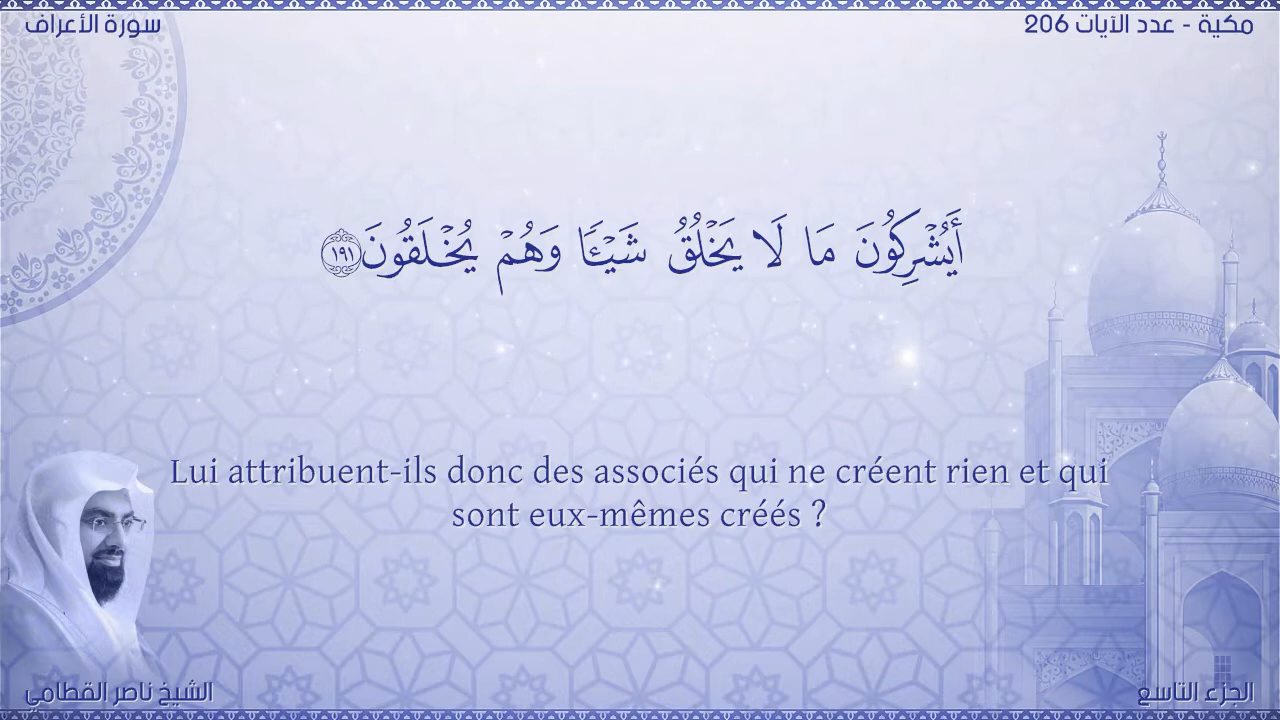 سورة الأعراف
مكية - عدد الآيات 206
أَيُشْرِكُونَ مَا لَا يَخْلُقُ شَيْـًٔا وَهُمْ يُخْلَقُونَ ١٩١
Lui attribuent-ils donc des associés qui ne créent rien et qui
sont eux-mêmes créés ?
الشيخ ناصر القطامي
الجزء التاسع